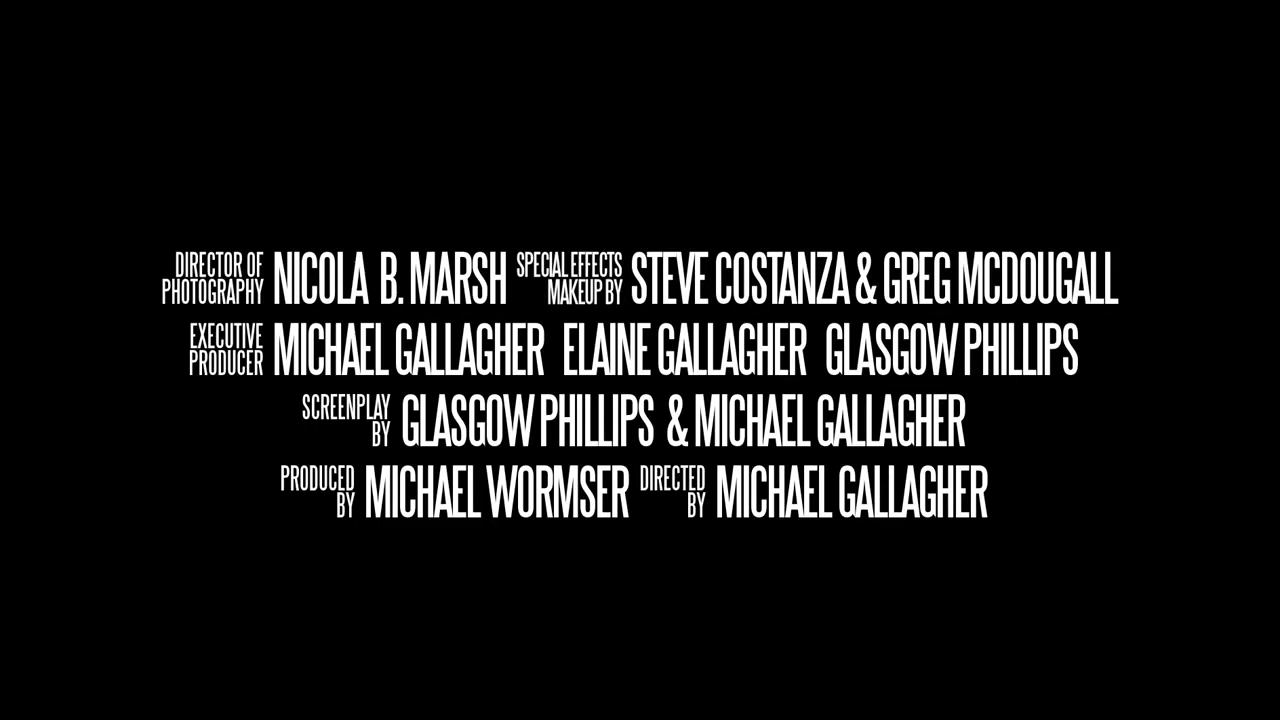 DIRECTOR OF PHOTOGRAPHY NICOLA B. MARSH SPECIAL EFFECTS MAKEUP BY STEVE COSTANZA & GREG MCDOUGALL
EXECUTIVE PRODUCER MICHAEL GALLAGHER ELAINE GALLAGHER GLASGOW PHILLIPS
SCREENPLAY BY GLASGOW PHILLIPS & MICHAEL GALLAGHER
PRODUCED BY MICHAEL WORMSER DIRECTED BY MICHAEL GALLAGHER